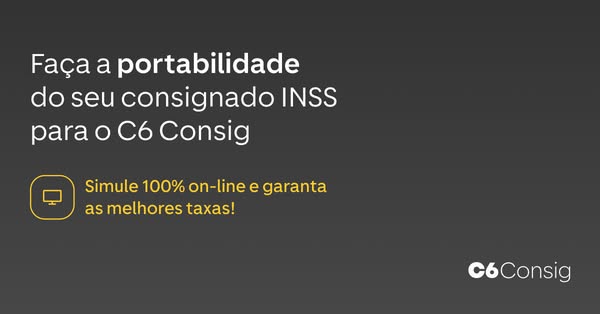 Faça a portabilidade
do seu consignado INSS
para o C6 Consig
Simule 100% on-line e garanta
as melhores taxas!
C6Consig